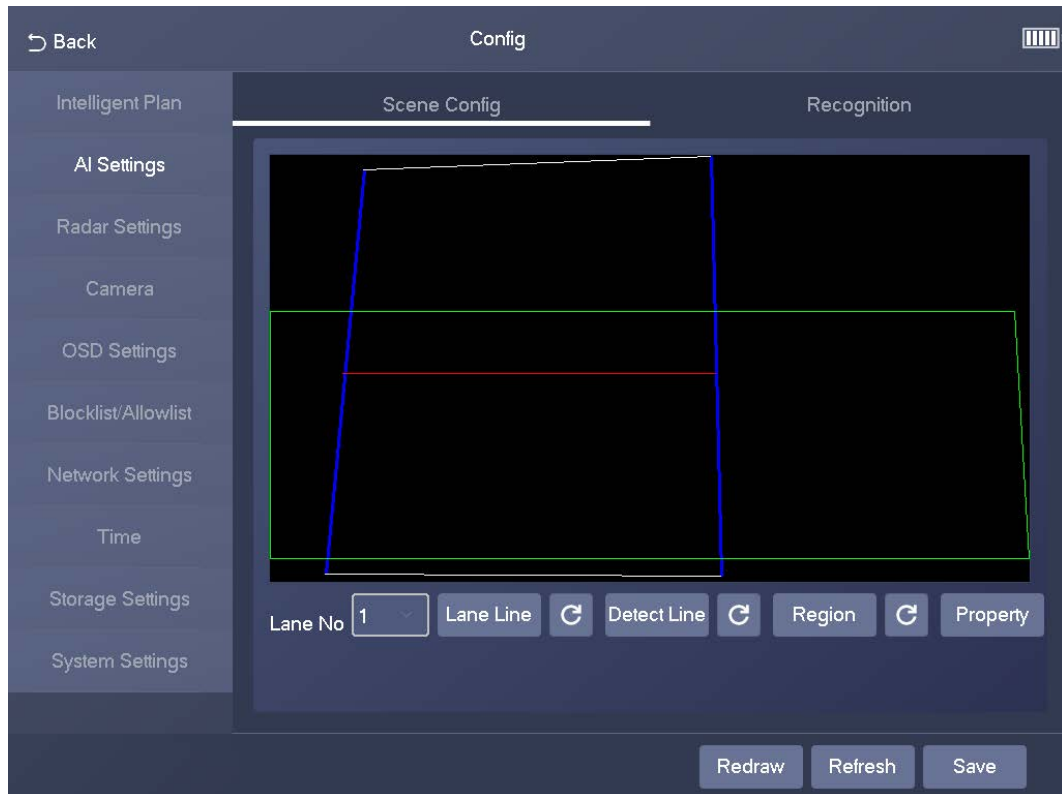 Back
Config
Intelligent Plan
Scene Config
Recognition
AI Settings
Radar Settings
Camera
OSD Settings
Blocklist/Allowlist
Network Settings
Time
Storage Settings
System Settings
Lane No 1 Lane Line Detect Line Region Property
Redraw Refresh Save